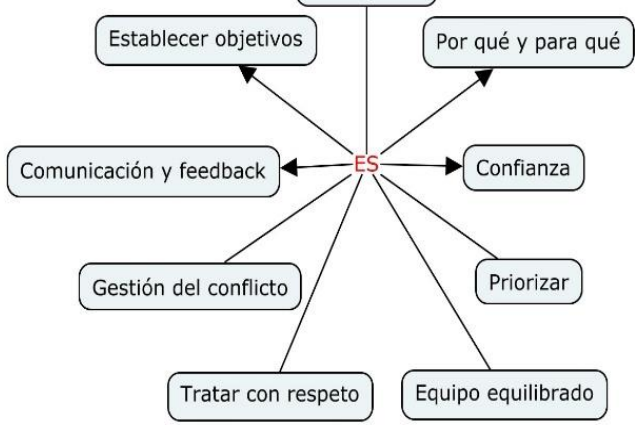 Establecer objetivos
Por qué y para qué
ES
Comunicación y feedback
Confianza
Gestión del conflicto
Priorizar
Tratar con respeto
Equipo equilibrado